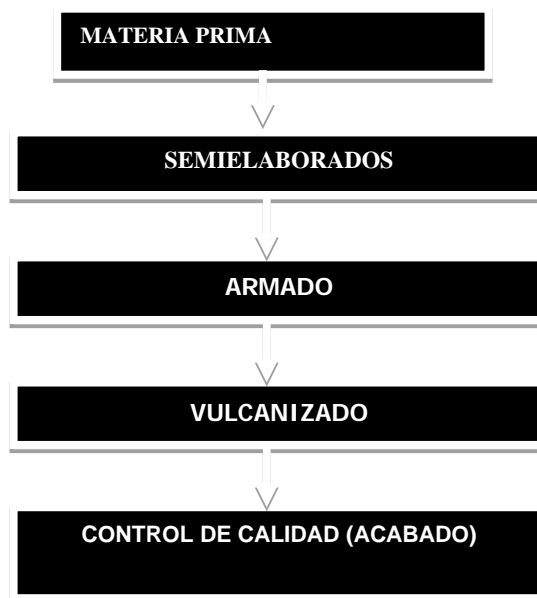 MATERIA PRIMA
SEMIELABORADOS
ARMADO
VULCANIZADO
CONTROL DE CALIDAD (ACABADO)